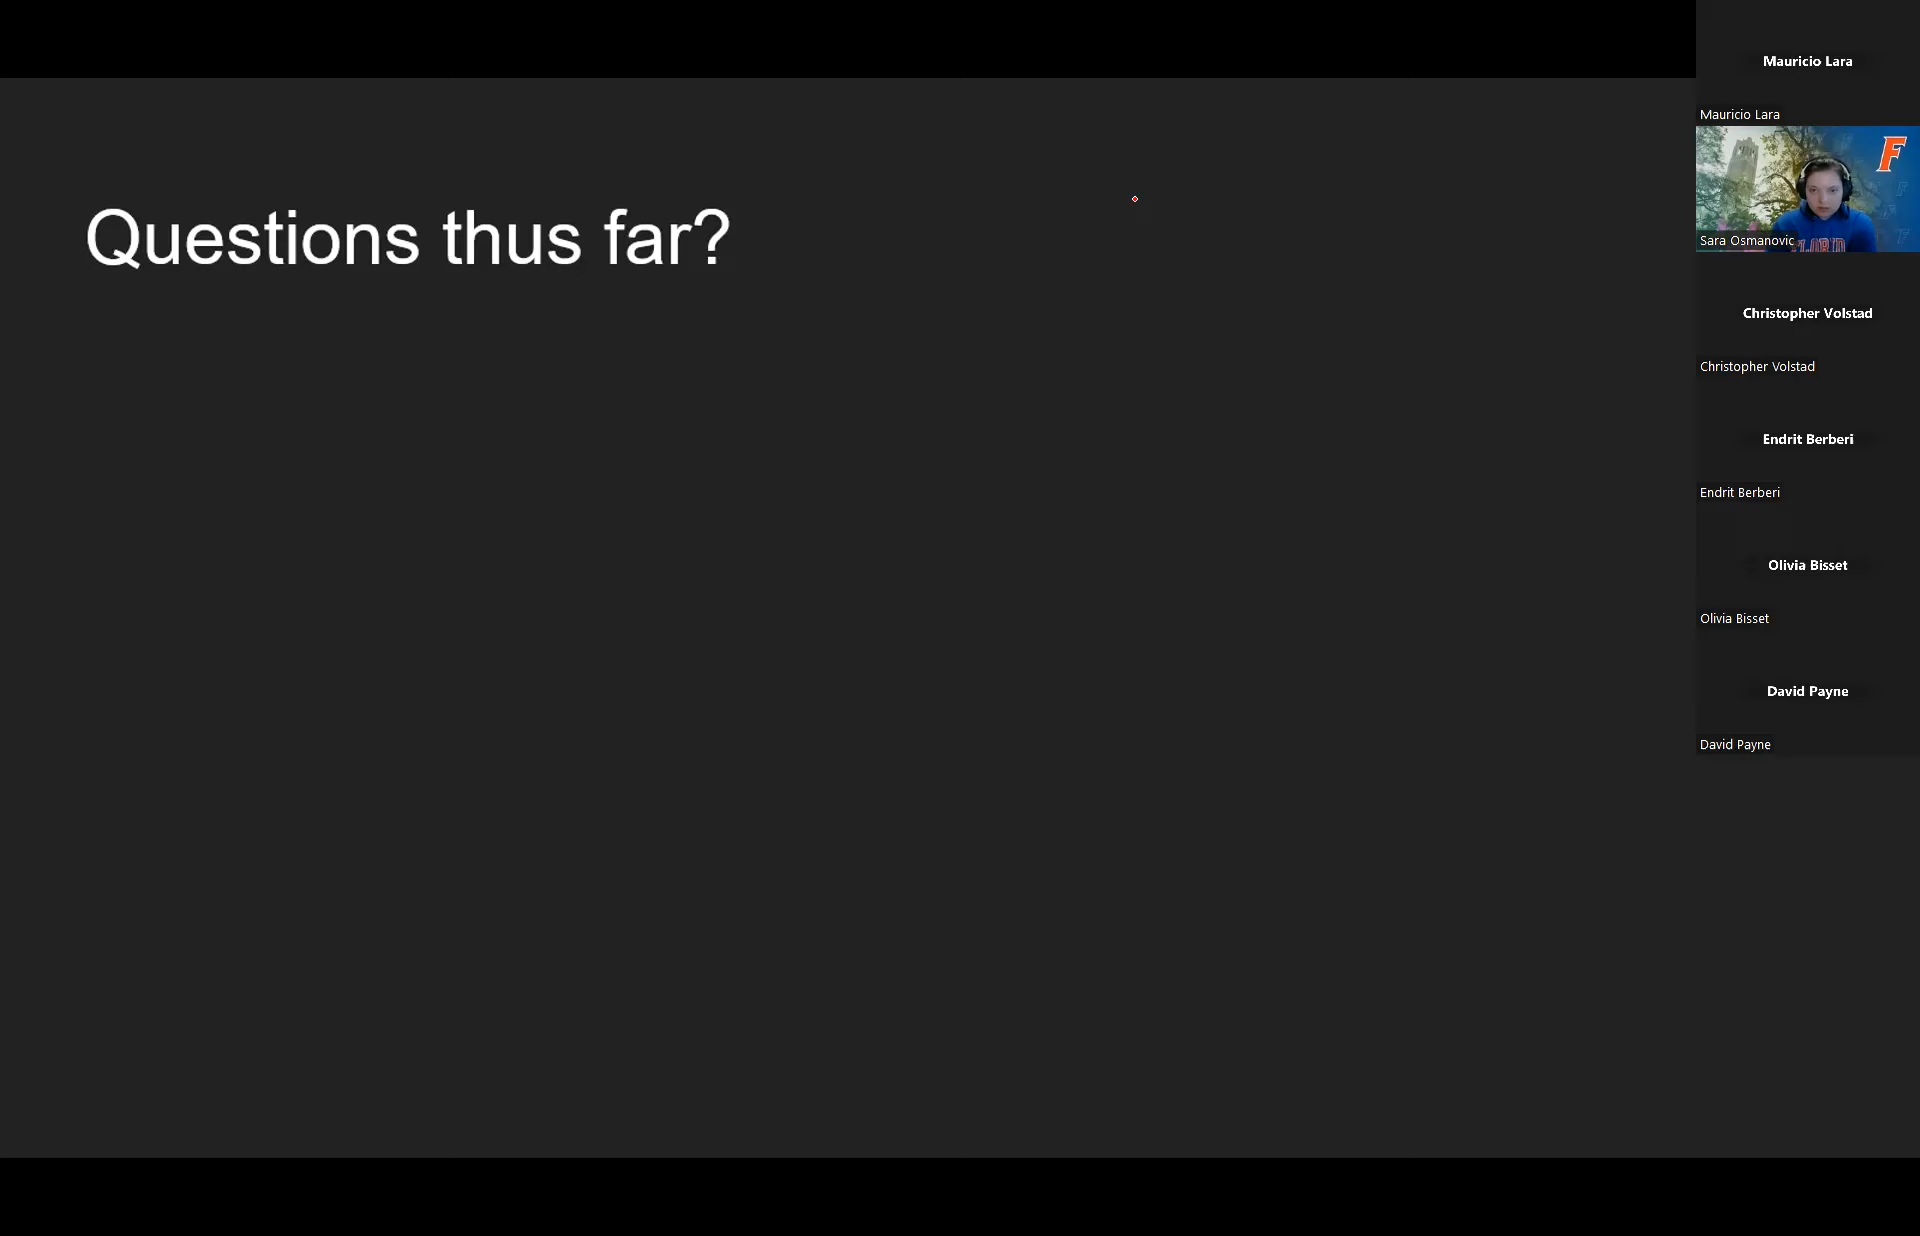 Questions thus far?
Mauricio Lara
Mauricio Lara
F
Sara Osmanovic
FLORID
Christopher Volstad
Christopher Volstad
Endrit Berberi
Endrit Berberi
Olivia Bisset
Olivia Bisset
David Payne
David Payne